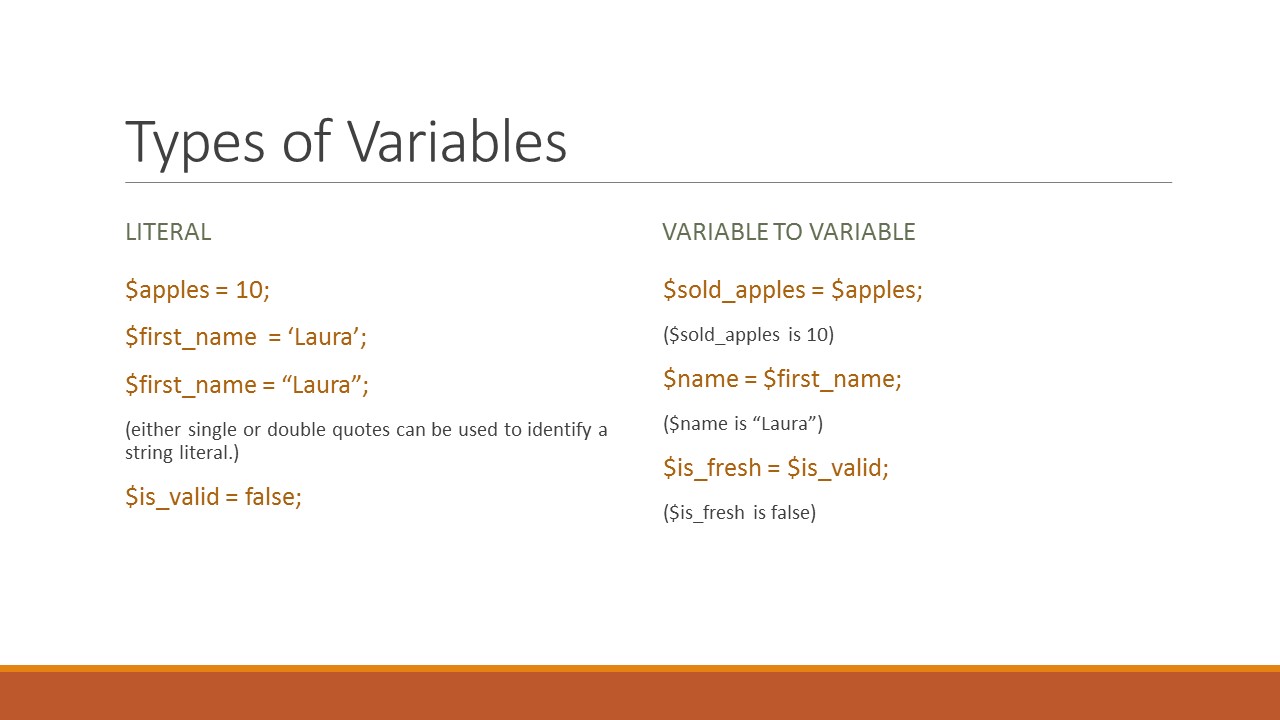 Types of Variables
LITERAL
$apples = 10;
$first_name = ‘Laura’;
$first_name = “Laura”;
(either single or double quotes can be used to identify a
string literal.)
$is_valid = false;
VARIABLE TO VARIABLE
$sold_apples = $apples;
($sold_apples is 10)
$name = $first_name;
($name is “Laura”)
$is_fresh = $is_valid;
($is_fresh is false)